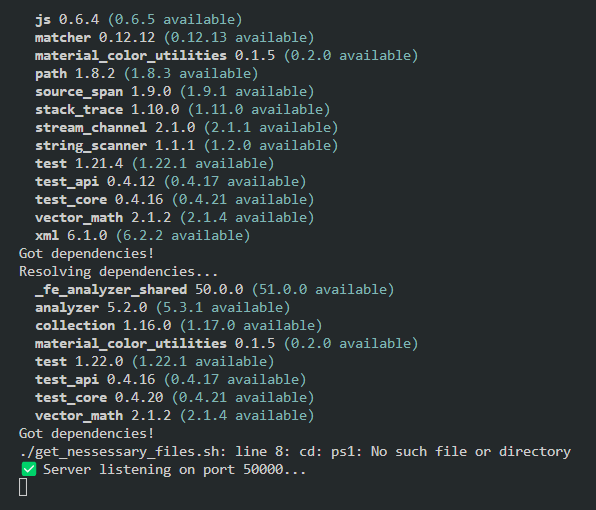 js 0.6.4 (0.6.5 available)
matcher 0.12.12 (0.12.13 available)
material_color_utilities 0.1.5 (0.2.0 available)
path 1.8.2 (1.8.3 available)
source_span 1.9.0 (1.9.1 available)
stack_trace 1.10.0 (1.11.0 available)
stream_channel 2.1.0 (2.1.1 available)
string_scanner 1.1.1 (1.2.0 available)
test 1.21.4 (1.22.1 available)
test_api 0.4.12 (0.4.17 available)
test_core 0.4.16 (0.4.21 available)
vector_math 2.1.2 (2.1.4 available)
xml 6.1.0 (6.2.2 available)
Got dependencies!
Resolving dependencies...
_fe_analyzer_shared 50.0.0 (51.0.0 available)
analyzer 5.2.0 (5.3.1 available)
collection 1.16.0 (1.17.0 available)
material_color_utilities 0.1.5 (0.2.0 available)
test 1.22.0 (1.22.1 available)
test_api 0.4.16 (0.4.17 available)
test_core 0.4.20 (0.4.21 available)
vector_math 2.1.2 (2.1.4 available)
Got dependencies!
./get_nessessary_files.sh: line 8: cd: ps1: No such file or directory
✅ Server listening on port 50000...